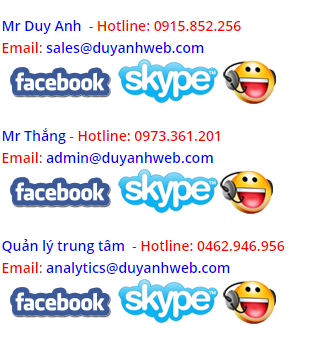 Mr Duy Anh - Hotline: 0915.852.256
Email: sales@duyanhweb.com
facebook skype
Mr Thắng - Hotline: 0973.361.201
Email: admin@duyanhweb.com
facebook skype
Quản lý trung tâm - Hotline: 0462.946.956
Email: analytics@duyanhweb.com
facebook skype